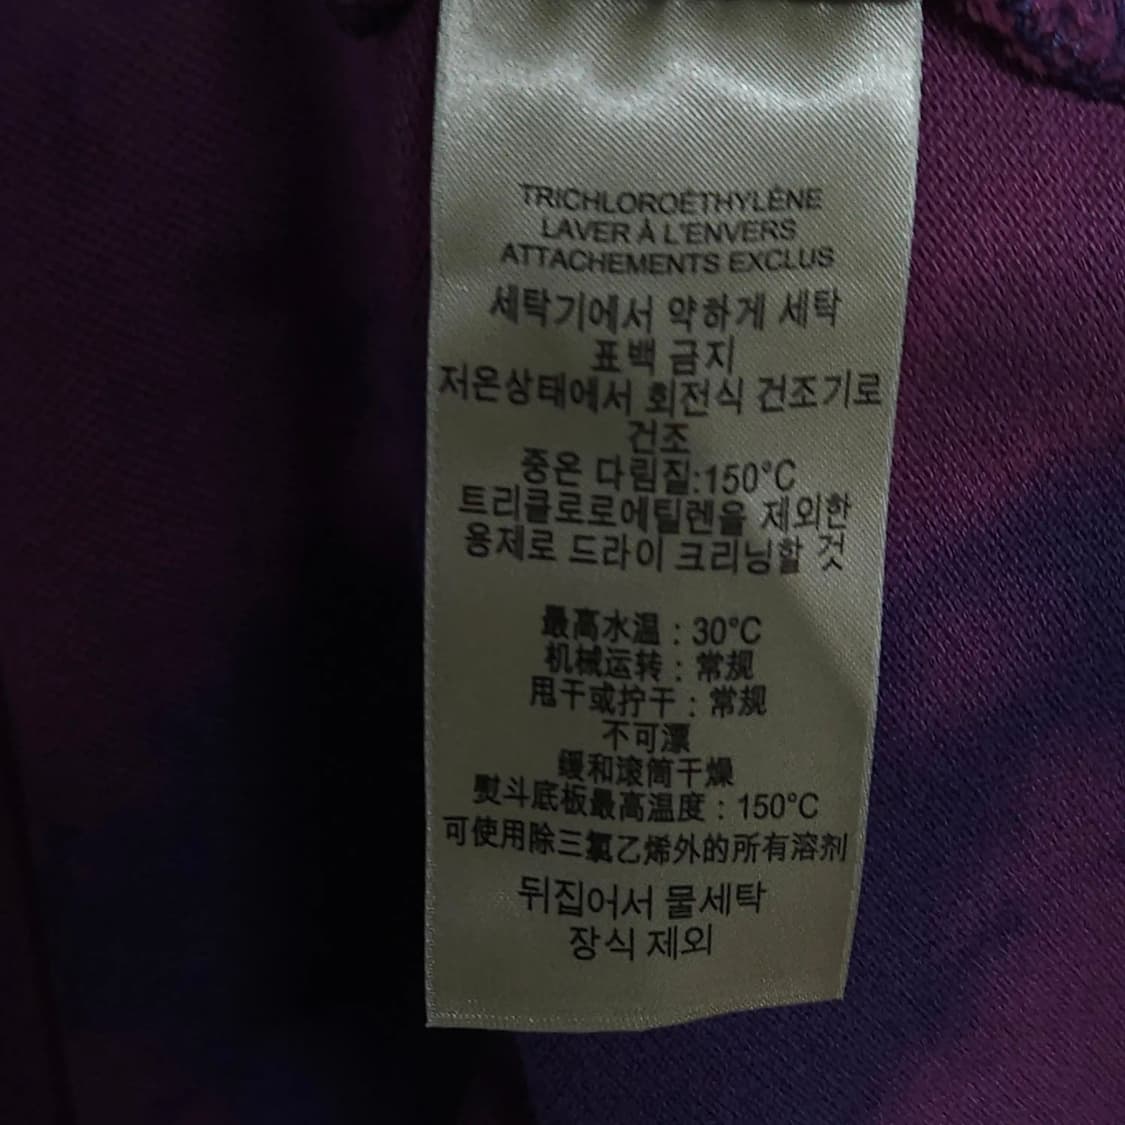 TRICHLOROÉTHYLÈNE
LAVER À L'ENVERS
ATTACHEMENTS EXCLUS
세탁기에서 약하게 세탁
표백 금지
저온상태에서 회전식 건조기로
건조
중온 다림질:150°C
트리클로로에틸렌을 제외한
용제로 드라이 크리닝할 것
最高水温：30°C
机械运转：常规
甩干或拧干：常规
不可漂
缓和滚筒干燥
熨斗底板最高温度：150°C
可使用除三氯乙烯外的所有溶剂
뒤집어서 물세탁
장식 제외